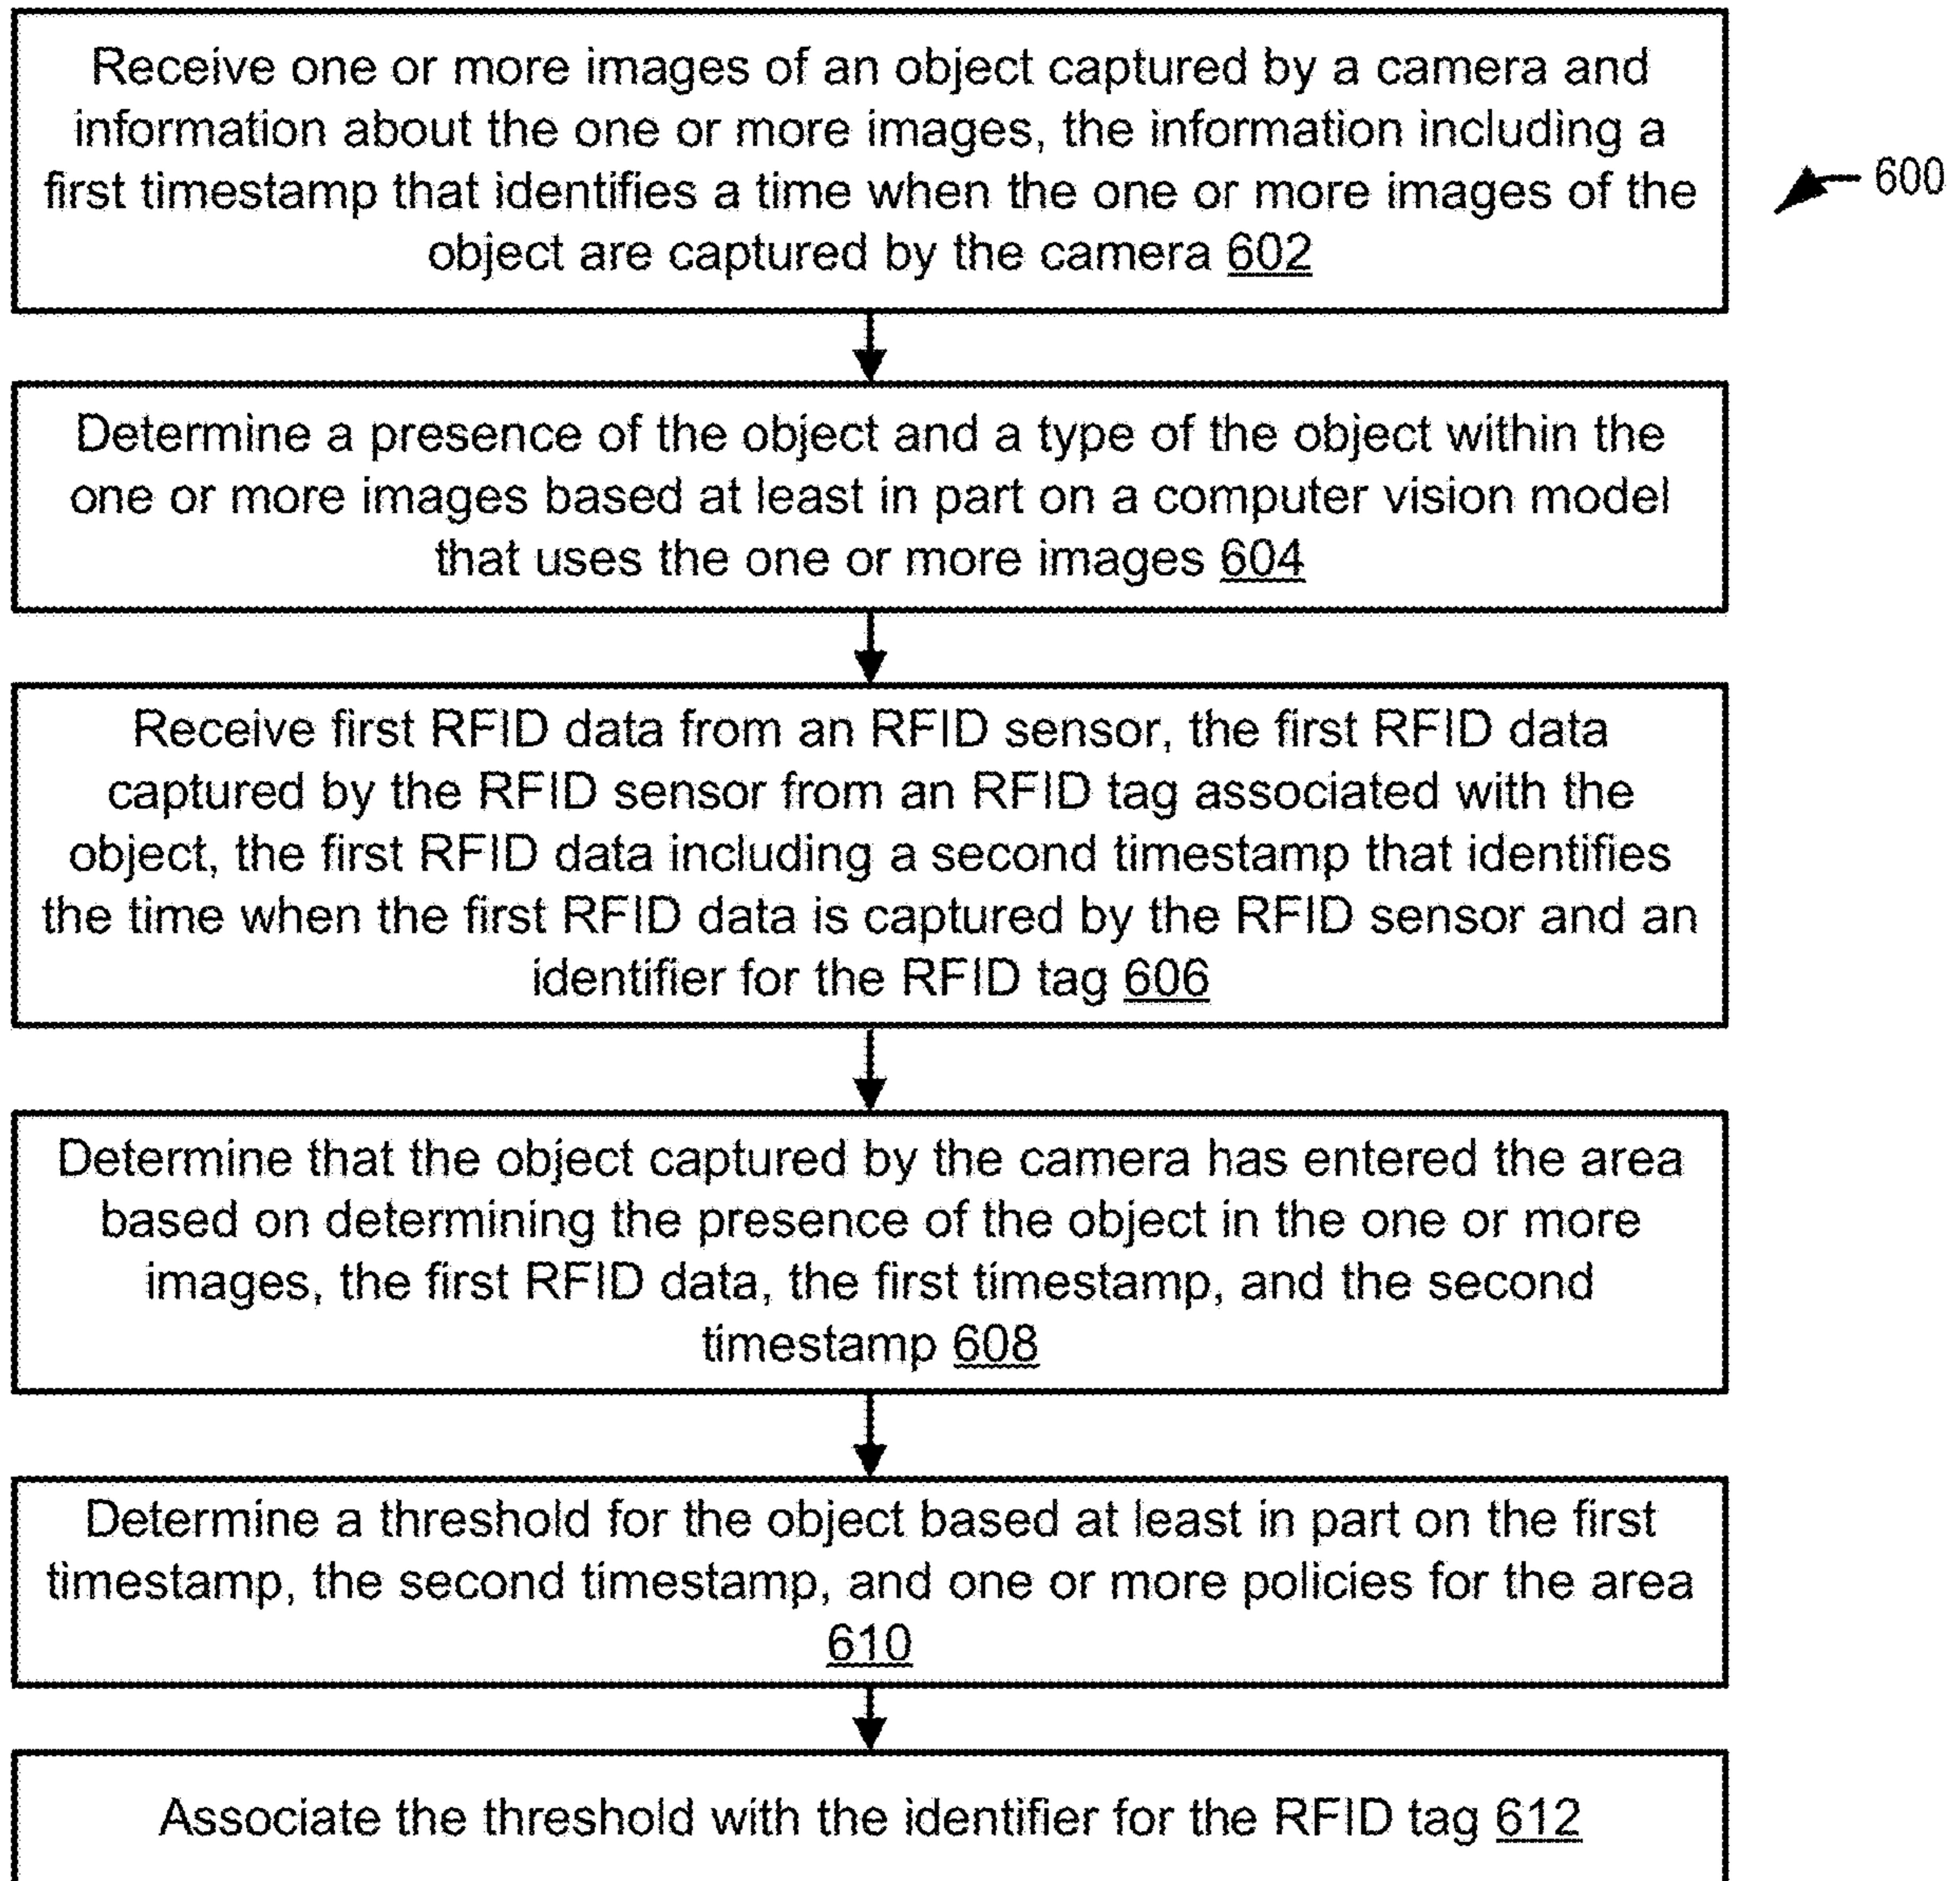 Receive one or more images of an object captured by a camera and
information about the one or more images, the information including a
first timestamp that identifies a time when the one or more images of the
object are captured by the camera 602
600
Determine a presence of the object and a type of the object within the
one or more images based at least in part on a computer vision model
that uses the one or more images 604
Receive first RFID data from an RFID sensor, the first RFID data
captured by the RFID sensor from an RFID tag associated with the
object, the first RFID data including a second timestamp that identifies
the time when the first RFID data is captured by the RFID sensor and an
identifier for the RFID tag 606
Determine that the object captured by the camera has entered the area
based on determining the presence of the object in the one or more
images, the first RFID data, the first timestamp, and the second
timestamp 608
Determine a threshold for the object based at least in part on the first
timestamp, the second timestamp, and one or more policies for the area
610
Associate the threshold with the identifier for the RFID tag 612